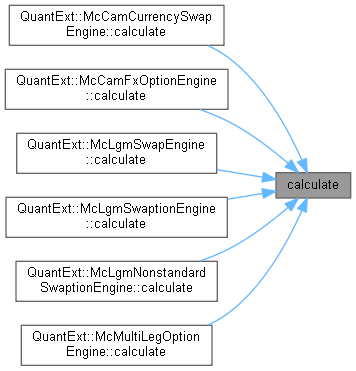 QuantExt::McCamCurrencySwap
Engine::calculate
QuantExt::McCamFxOptionEngine
::calculate
QuantExt::McLgmSwapEngine
::calculate
calculate
QuantExt::McLgmSwaptionEngine
::calculate
QuantExt::McLgmNonstandard
SwaptionEngine::calculate
QuantExt::McMultiLegOption
Engine::calculate